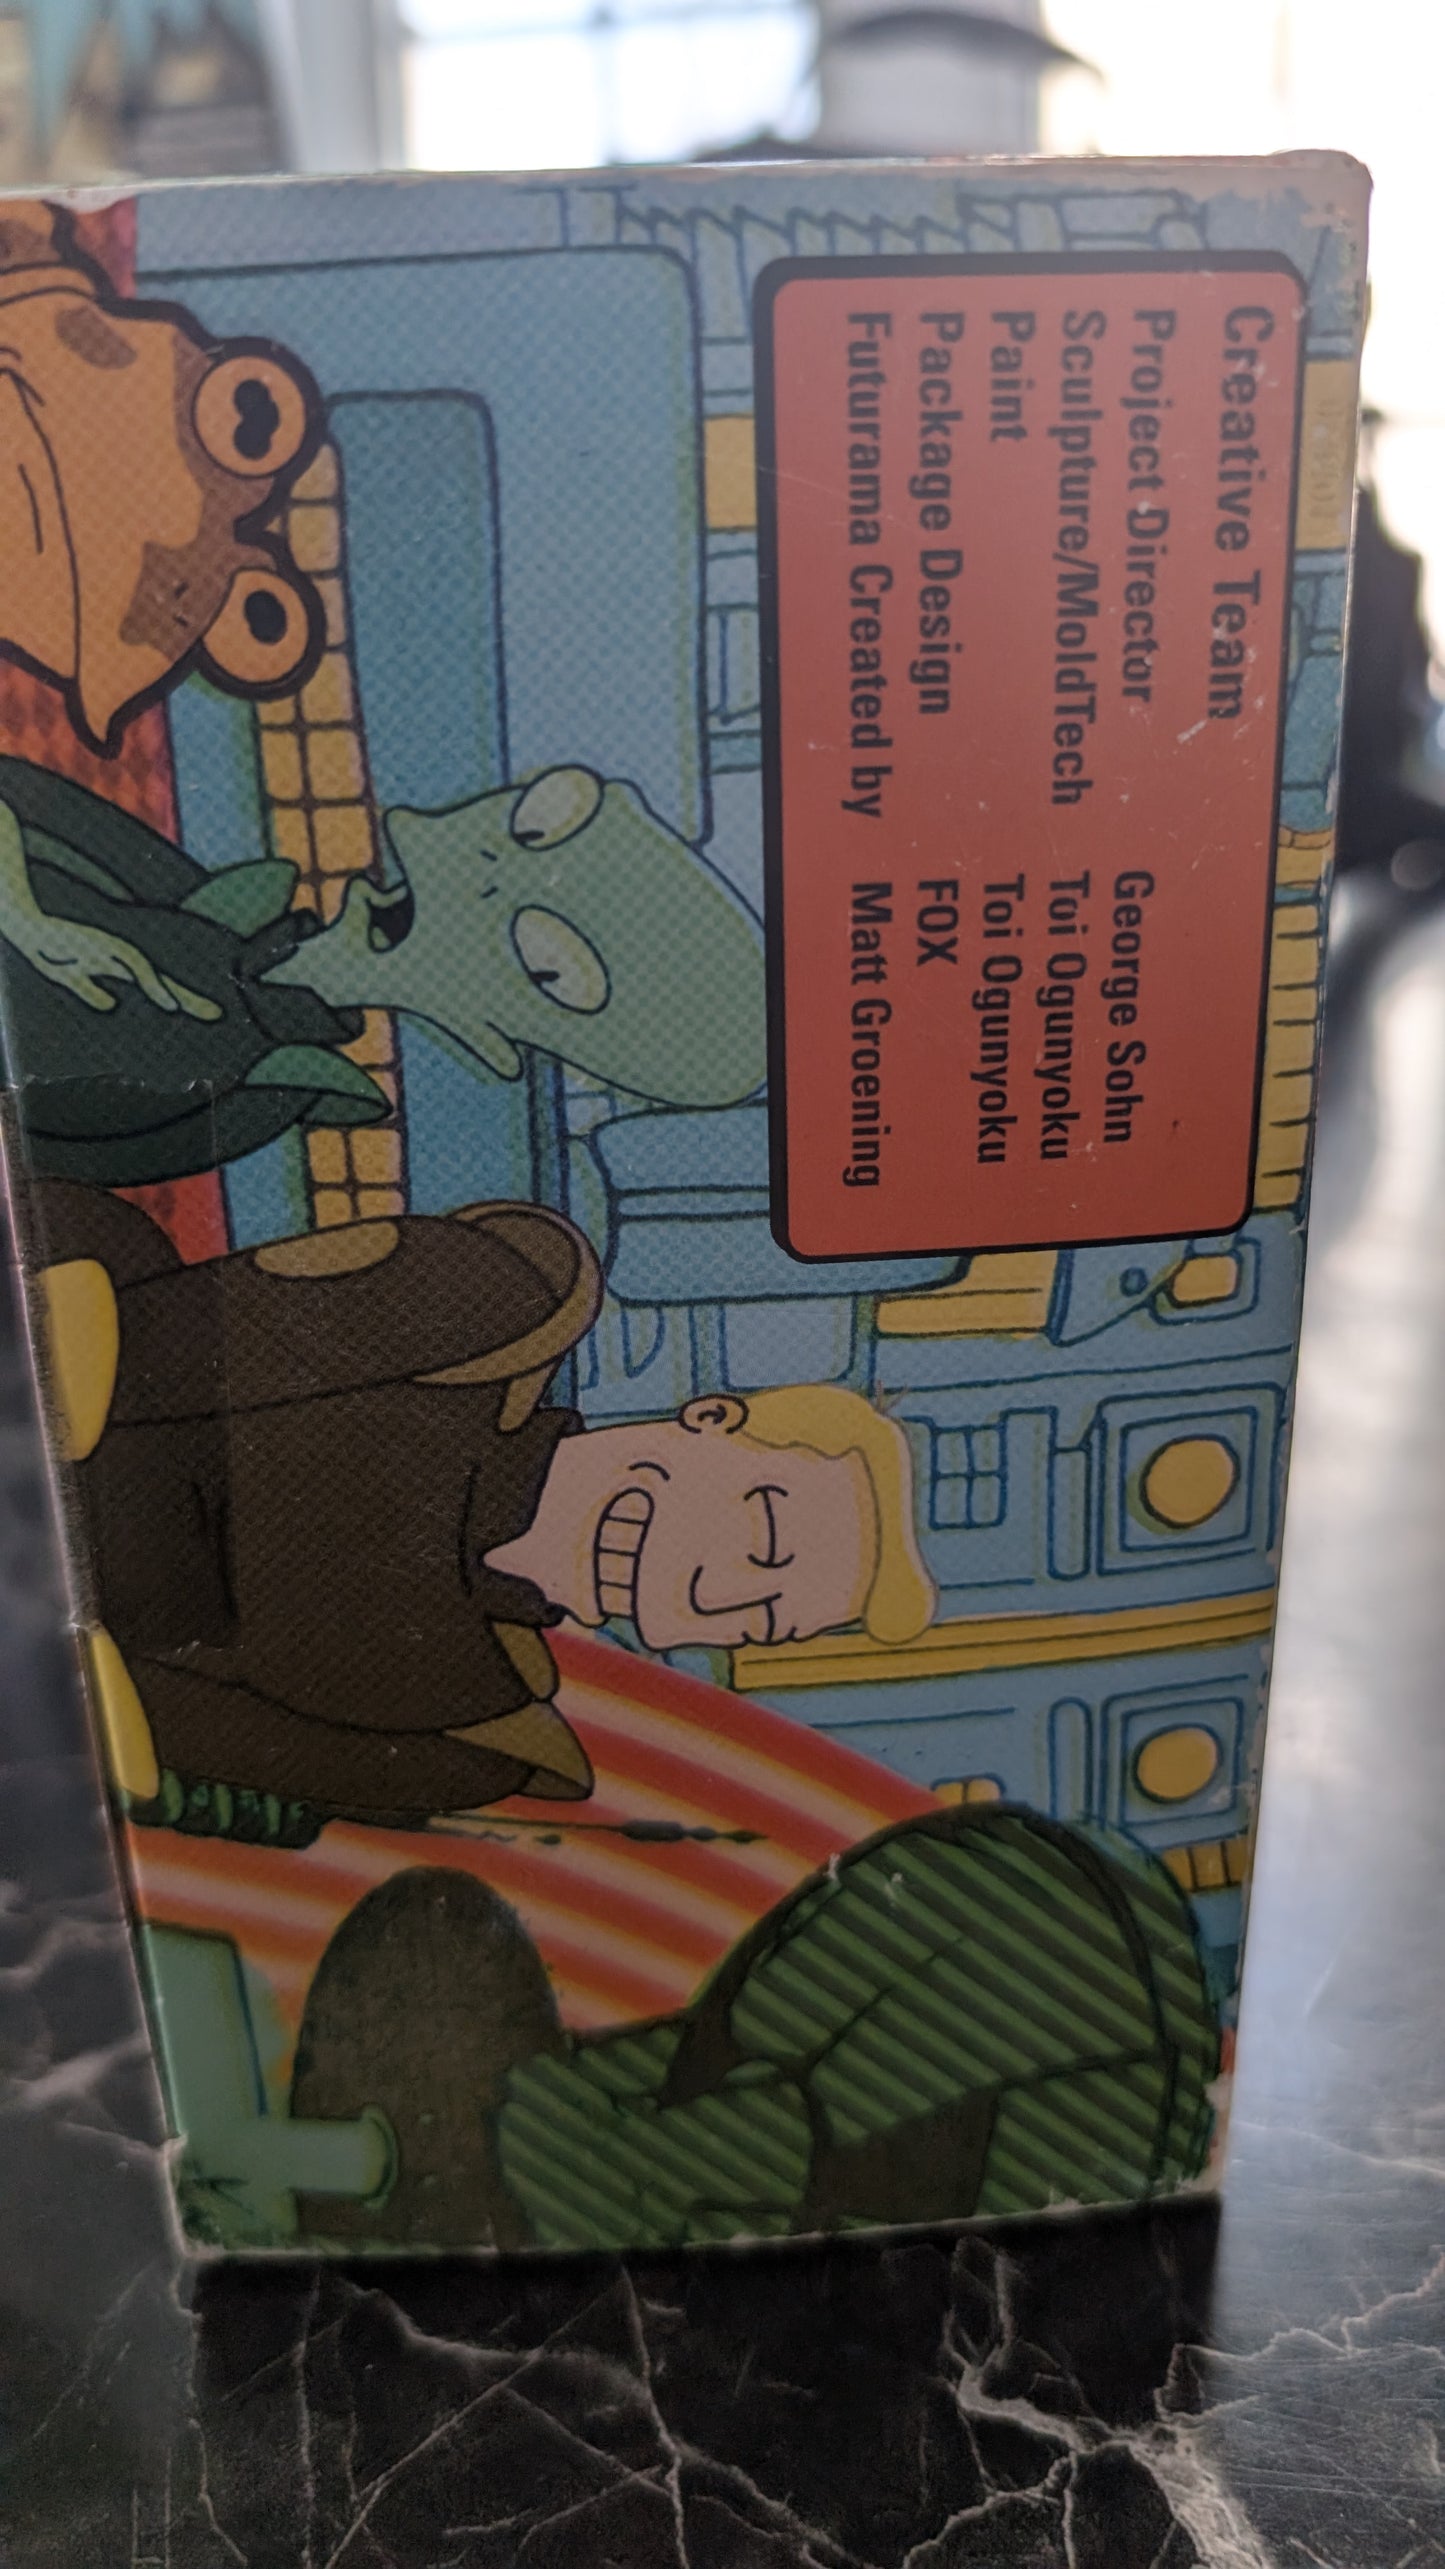 Creative Team
Project Director George Sohn
Sculpture/MoldTech Toi Ogunyoku
Paint Toi Ogunyoku
Package Design FOX
Futurama Created by Matt Groening